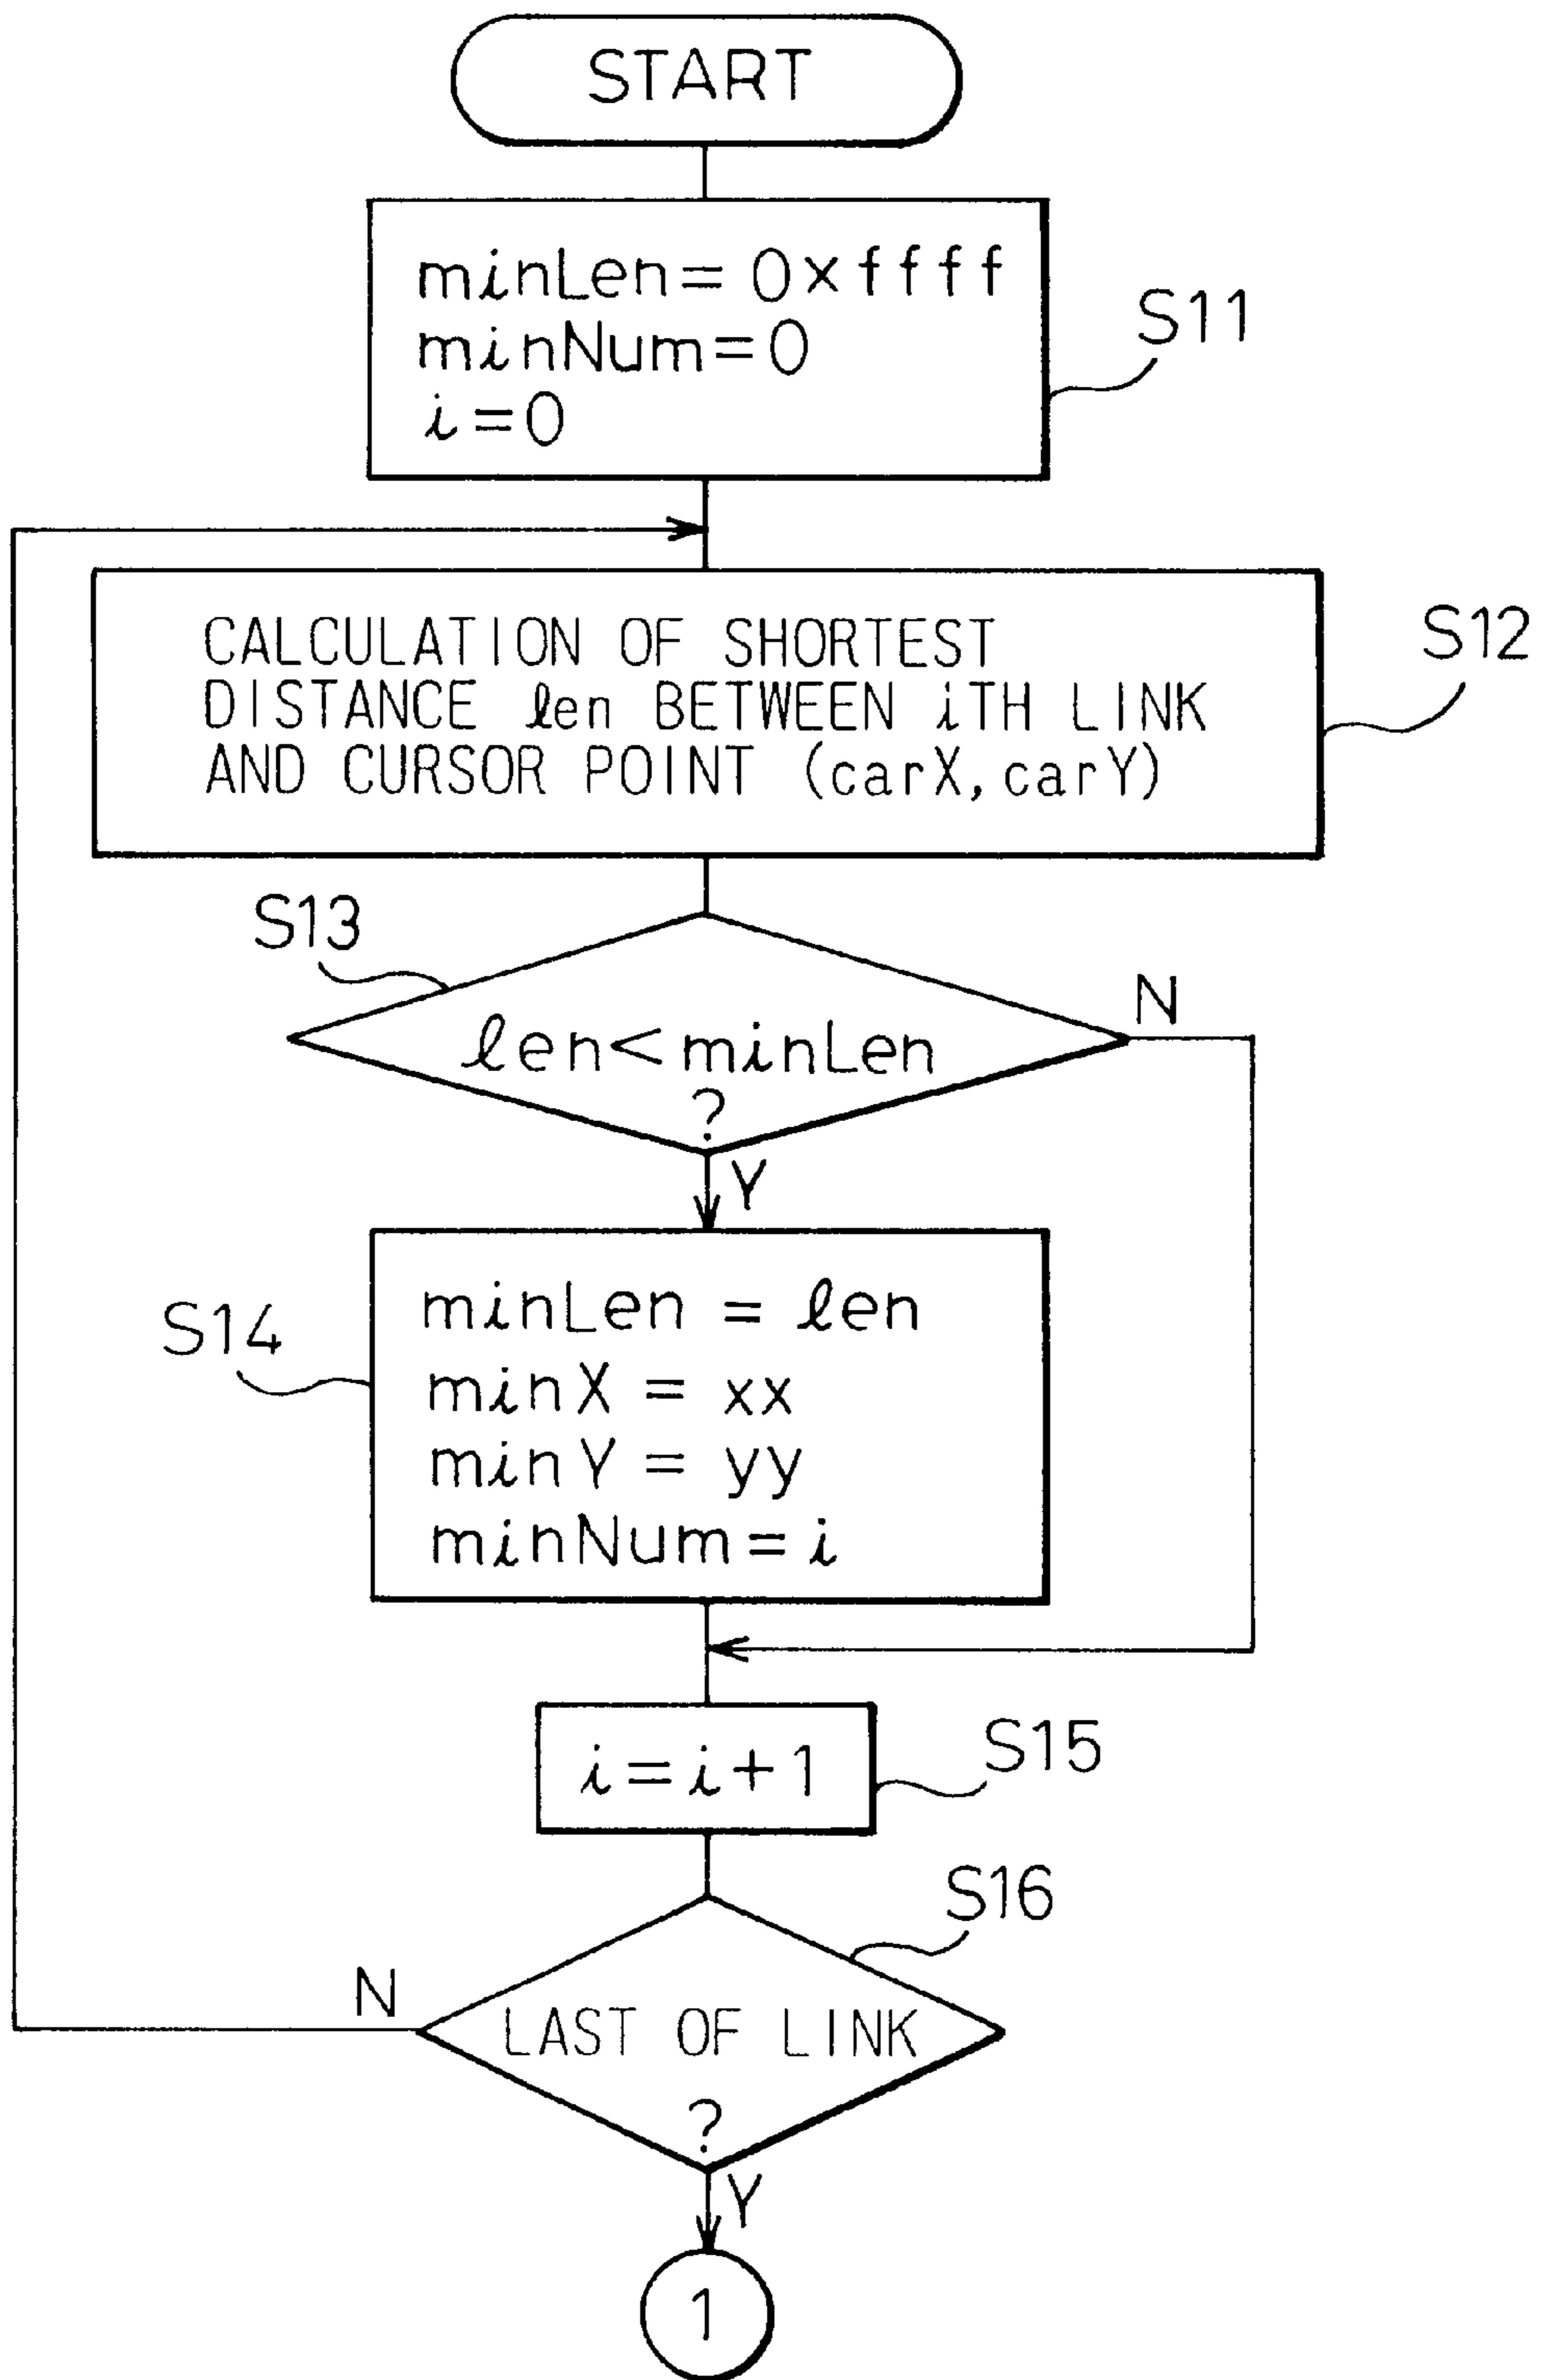 START
minLen=0xffff
minNum=0
i=0
S11
CALCULATION OF SHORTEST
DISTANCE len BETWEEN iTH LINK
AND CURSOR POINT (carX,carY)
S12
S13
len<minLen
?
N
Y
S14
minLen = len
minX = xx
minY = yy
minNum=i
i=i+1
S15
S16
LAST OF LINK
?
N
Y
1